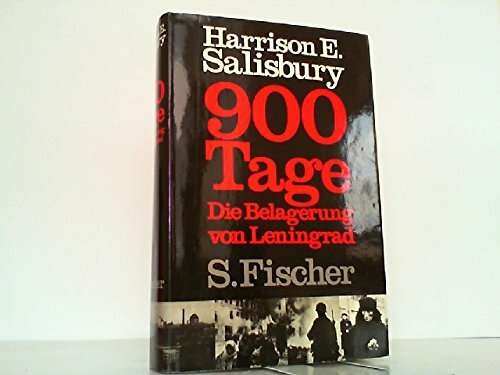 Harrison E.
Salisbury
900
Tage
Die Belagerung
von Leningrad
S. Fischer